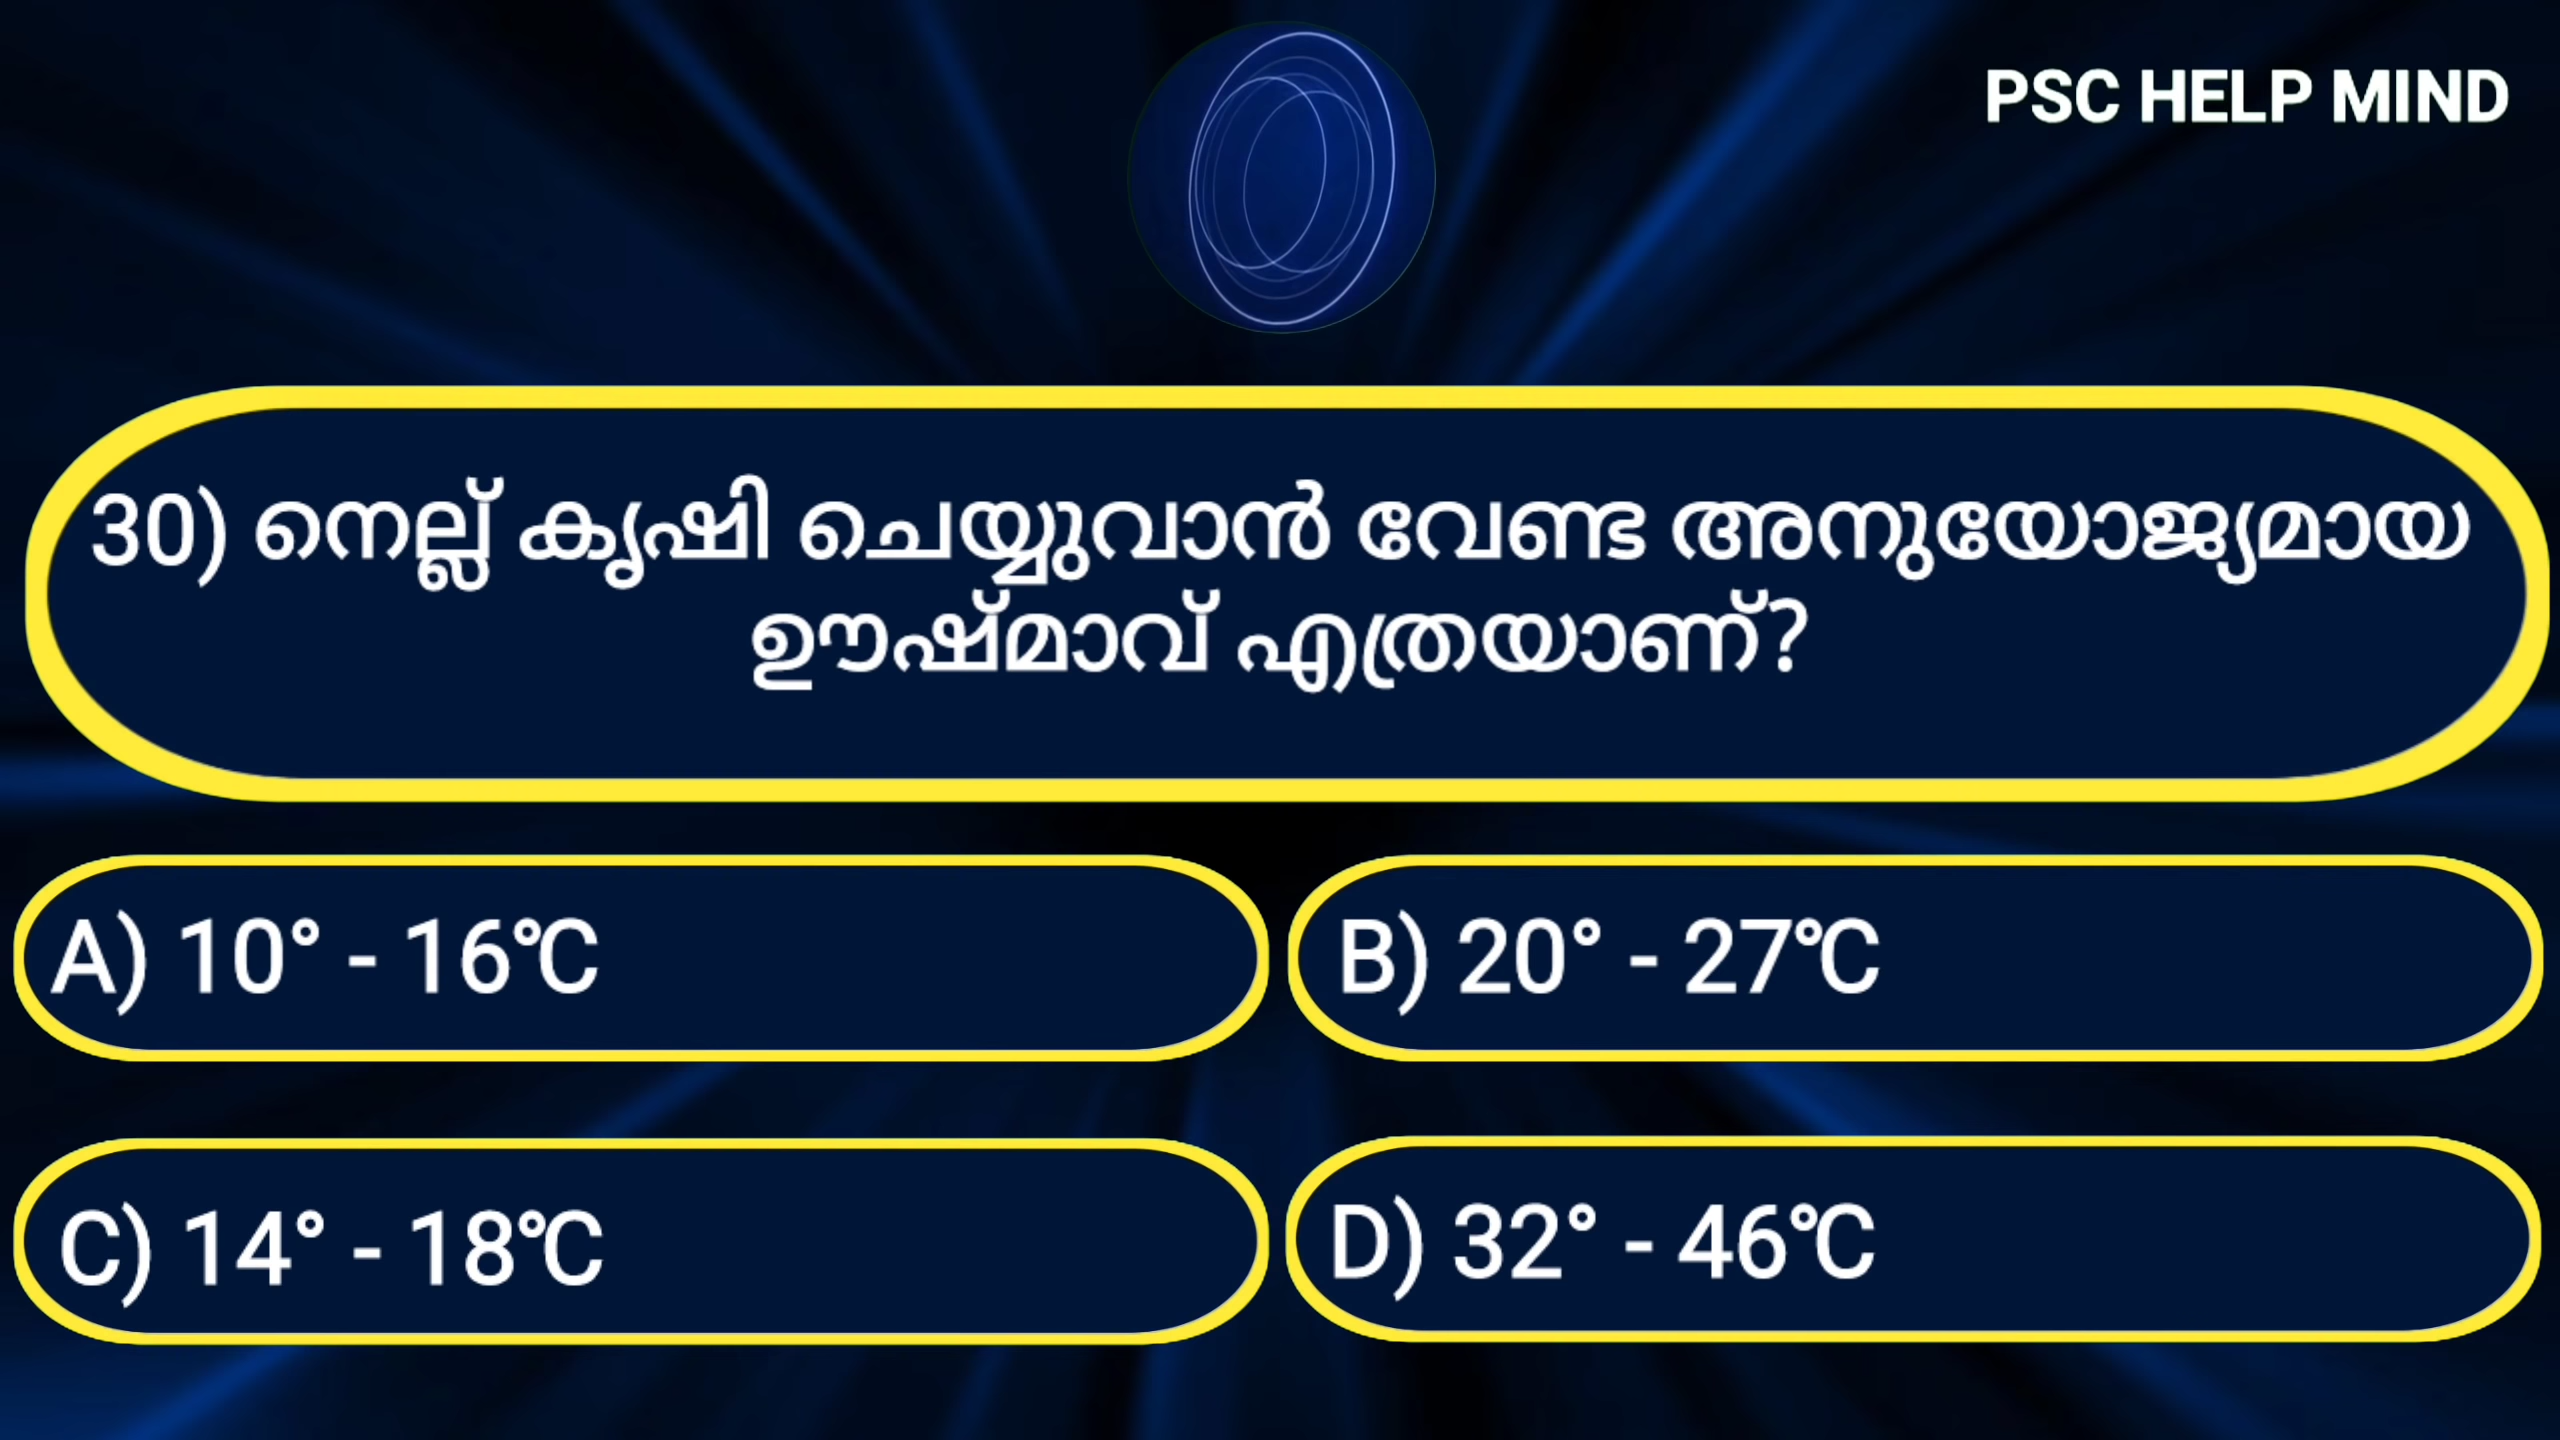 PSC HELP MIND
30) നെല്ല് കൃഷി ചെയ്യുവാൻ വേണ്ട അനുയോജ്യമായ
ഊഷ്മാവ് എത്രയാണ്?
A) 10° - 16℃
B) 20° - 27℃
C) 14° - 18℃
D) 32° - 46℃